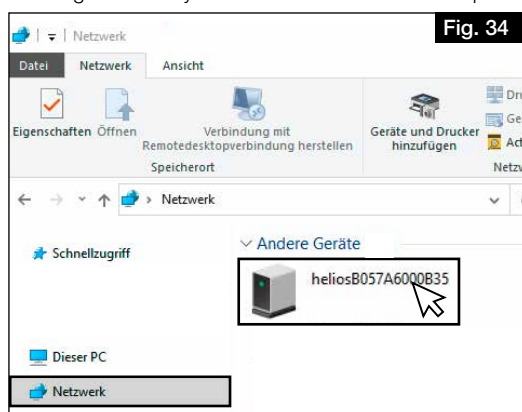 Fig. 34
Netzwerk
Datei Netzwerk Ansicht
Eigenschaften Öffnen Verbindung mit Remotedesktopverbindung herstellen Geräte und Drucker hinzufügen
Speicherort
Netzwerk
Schnellzugriff
Andere Geräte
heliosB057A6000B35
Dieser PC
Netzwerk